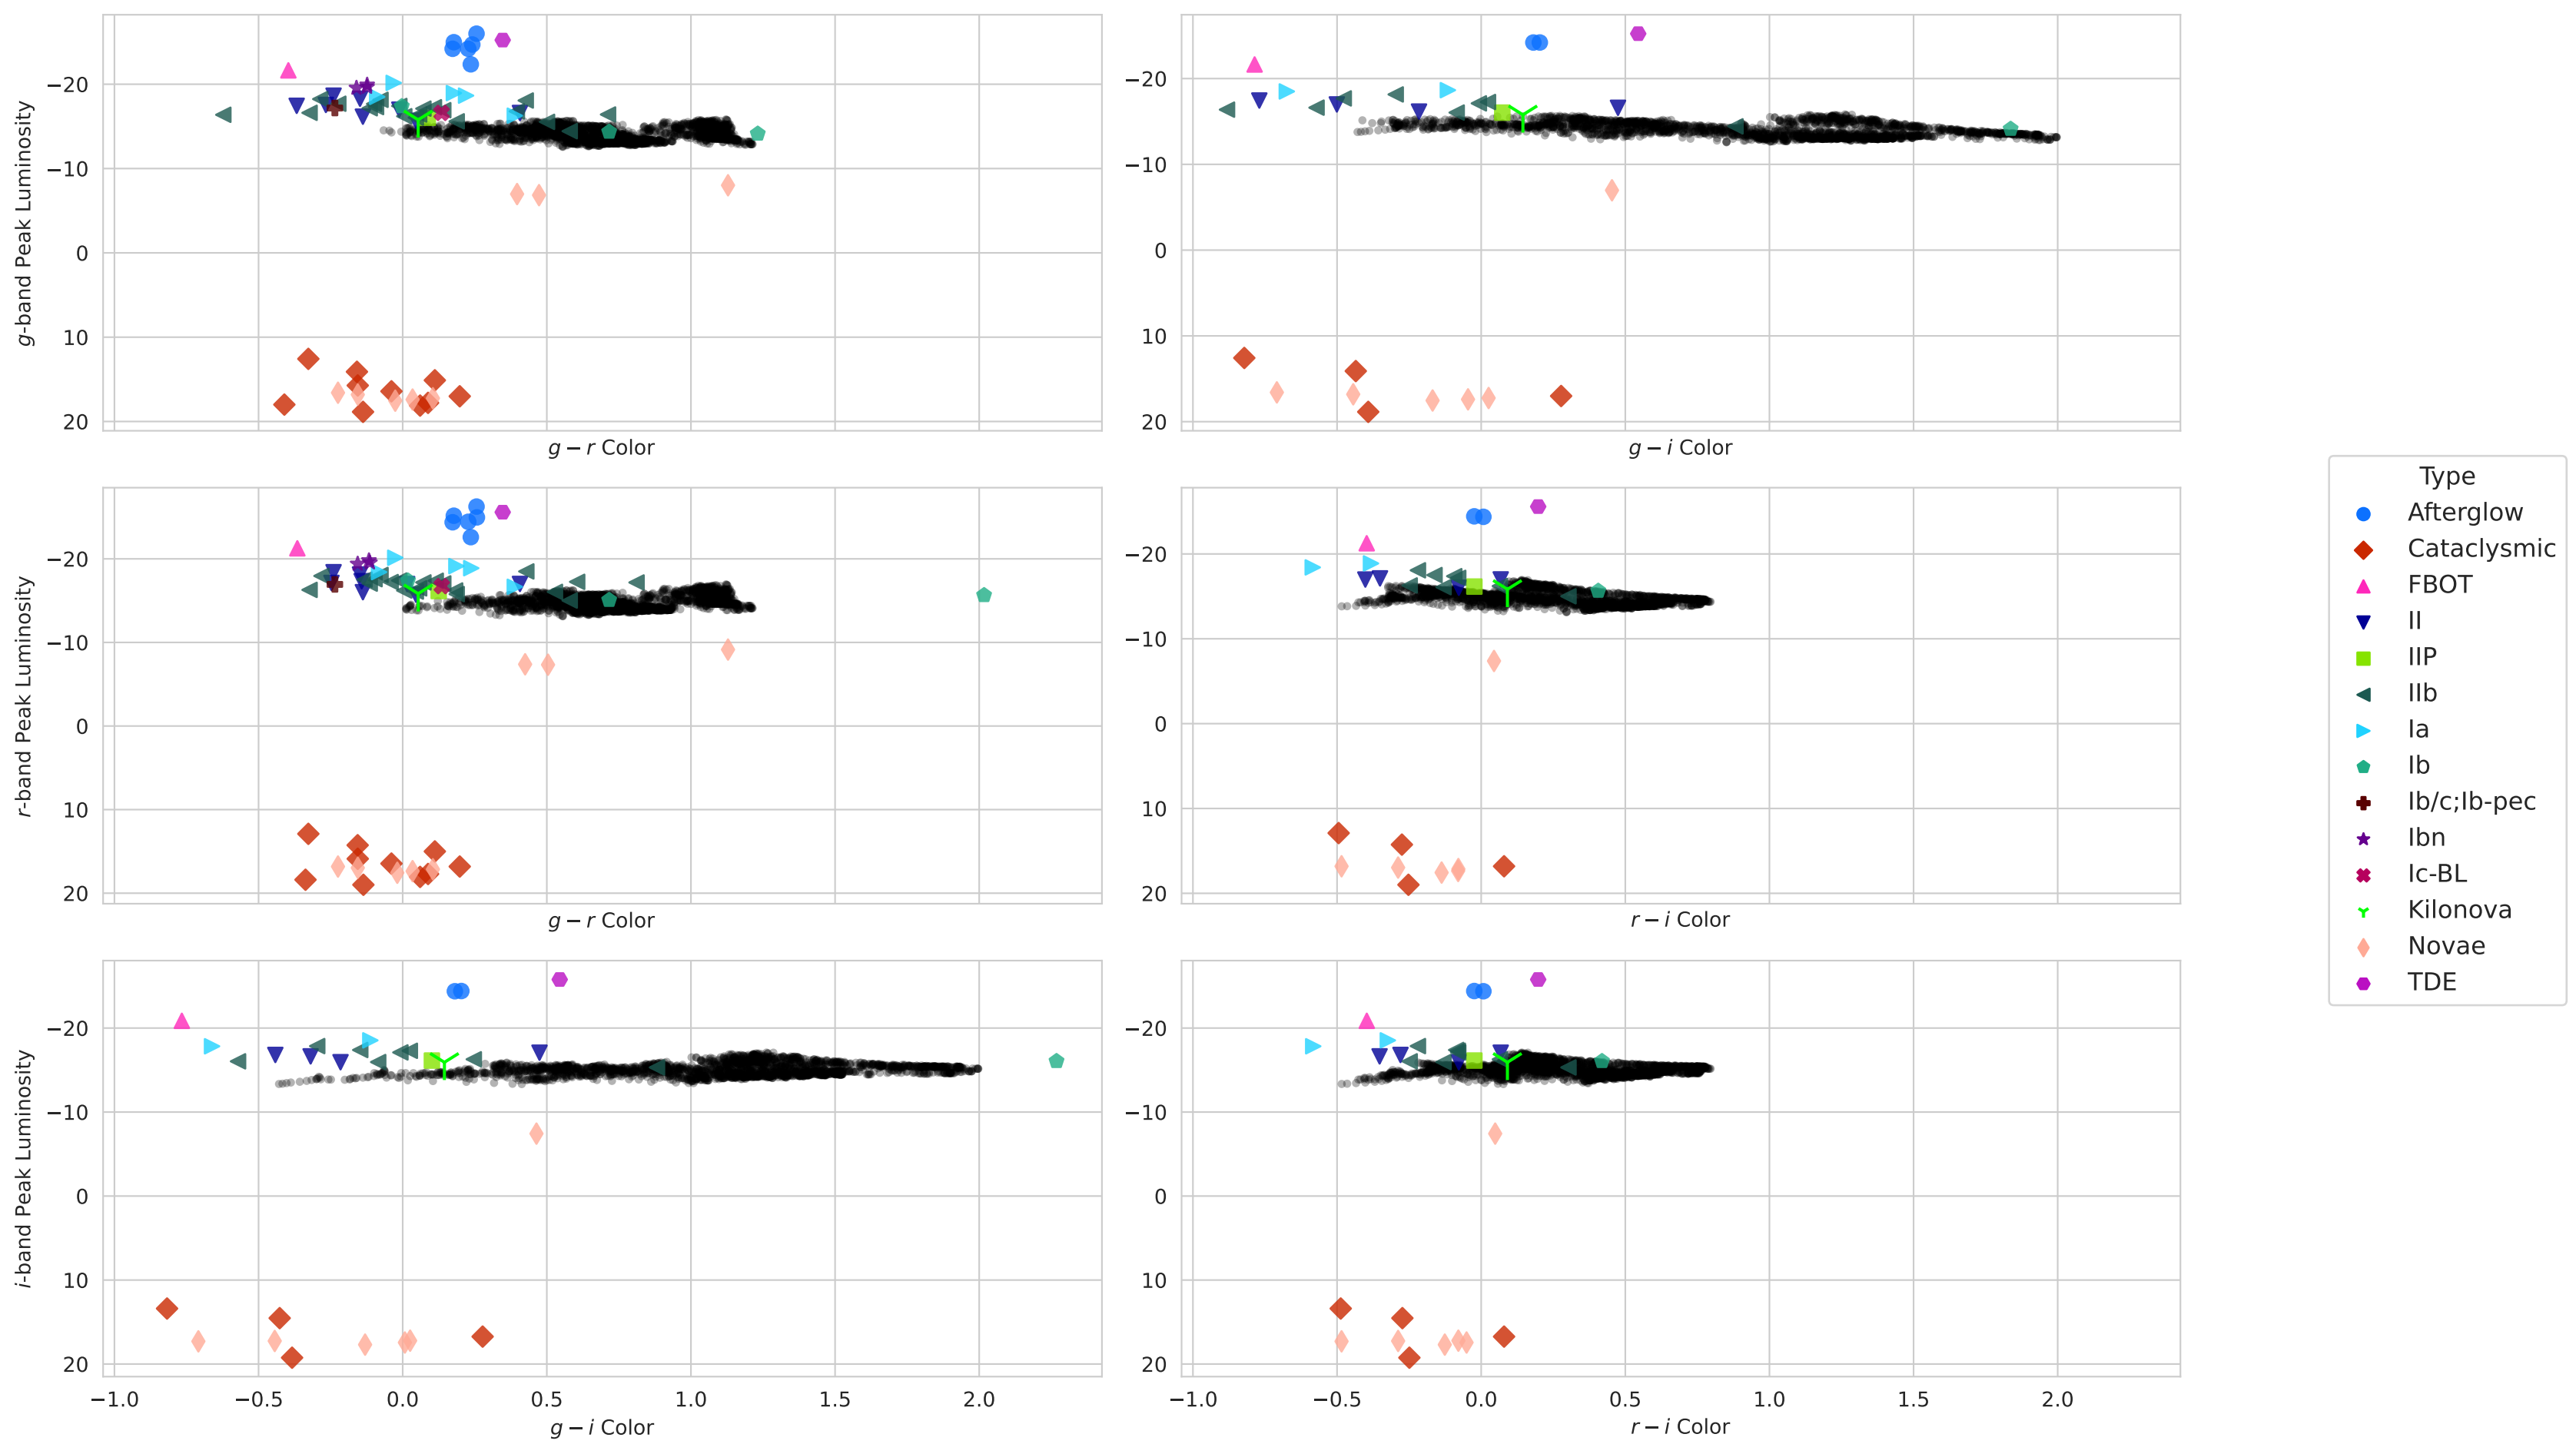 −20
−10
0
10
20
g-band Peak Luminosity
g − r Color
−20
−10
0
10
20
g − i Color
−20
−10
0
10
20
r-band Peak Luminosity
g − r Color
−20
−10
0
10
20
r − i Color
−20
−10
0
10
20
i-band Peak Luminosity
−1.0 −0.5 0.0 0.5 1.0 1.5 2.0
g − i Color
−20
−10
0
10
20
−1.0 −0.5 0.0 0.5 1.0 1.5 2.0
r − i Color
Type
Afterglow
Cataclysmic
FBOT
II
IIP
IIb
Ia
Ib
Ib/c;Ib-pec
Ibn
Ic-BL
Kilonova
Novae
TDE